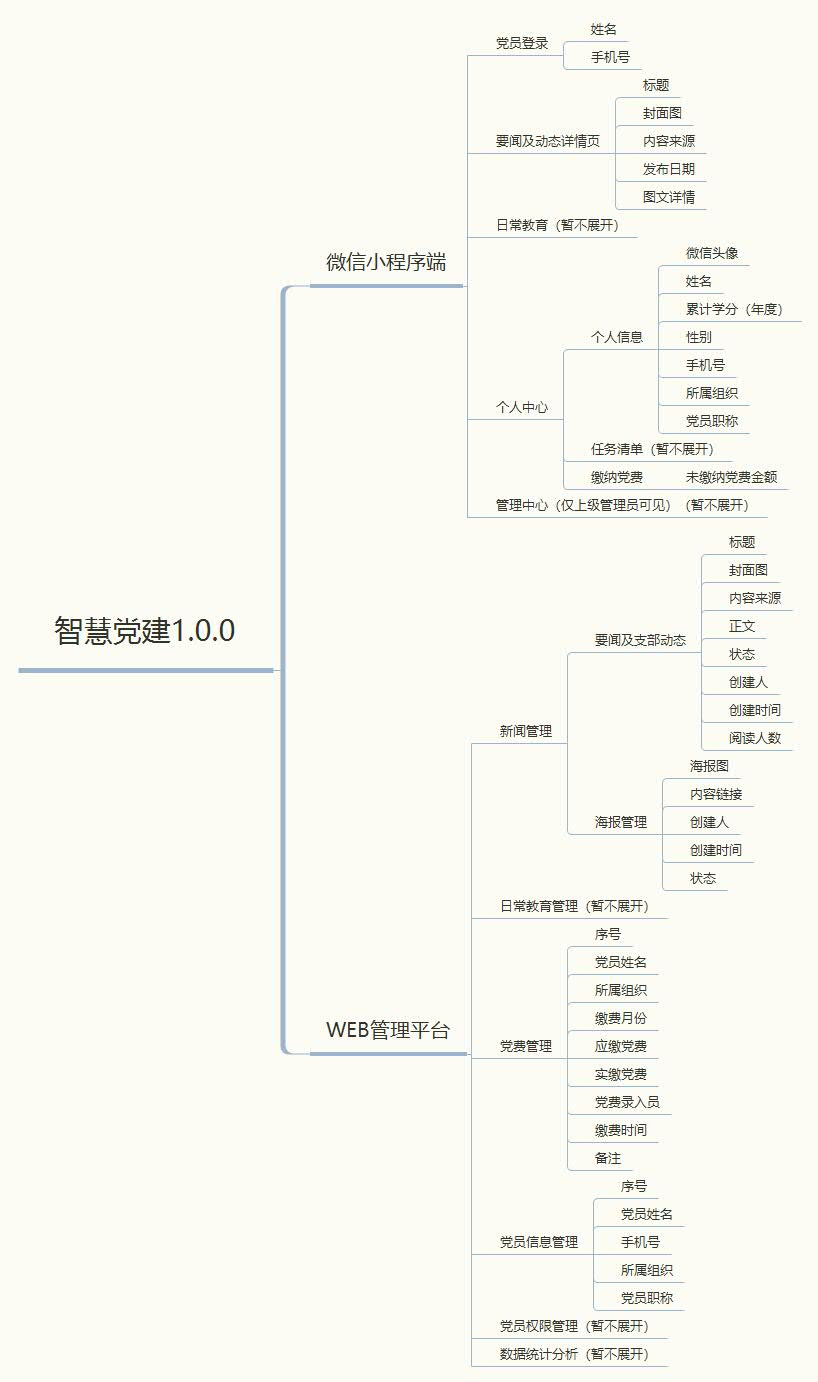 智慧党建1.0.0
微信小程序端
党员登录
姓名
手机号
要闻及动态详情页
标题
封面图
内容来源
发布日期
图文详情
日常教育（暂不展开）
个人中心
个人信息
微信头像
姓名
累计学分（年度）
性别
手机号
所属组织
党员职称
任务清单（暂不展开）
缴纳党费
未缴纳党费金额
管理中心（仅上级管理员可见）（暂不展开）
WEB管理平台
新闻管理
要闻及支部动态
标题
封面图
内容来源
正文
状态
创建人
创建时间
阅读人数
海报管理
海报图
内容链接
创建人
创建时间
状态
日常教育管理（暂不展开）
党费管理
序号
党员姓名
所属组织
缴费月份
应缴党费
实缴党费
党费录入员
缴费时间
备注
党员信息管理
序号
党员姓名
手机号
所属组织
党员职称
党员权限管理（暂不展开）
数据统计分析（暂不展开）